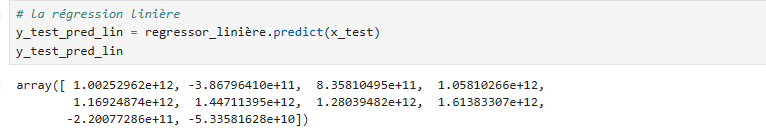 # la régression linière
y_test_pred_lin = regressor_linière.predict(x_test)
y_test_pred_lin
array([ 1.00252962e+12, -3.86796410e+11,  8.35810495e+11,  1.05810266e+12,
        1.16924874e+12,  1.44711395e+12,  1.28039482e+12,  1.61383307e+12,
       -2.20077286e+11, -5.33581628e+10])